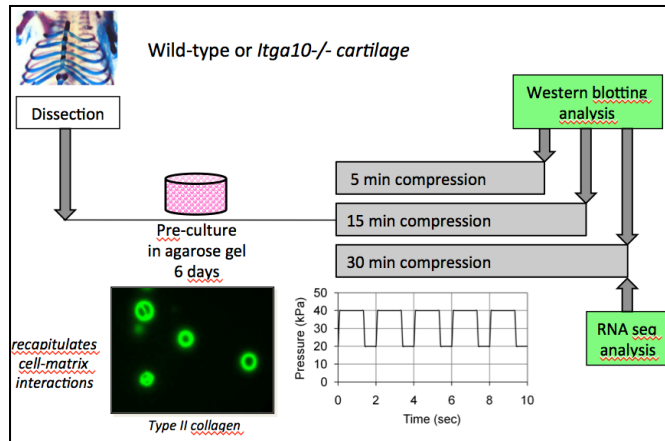 Wild-type or Itga10-/- cartilage
Dissection
Western blotting
analysis
5 min compression
15 min compression
30 min compression
Pre-culture
in agarose gel
6 days
recapitulates
cell-matrix
interactions
Type II collagen
Pressure (kPa)
50
40
30
20
10
0
0 2 4 6 8 10
Time (sec)
RNA seq
analysis